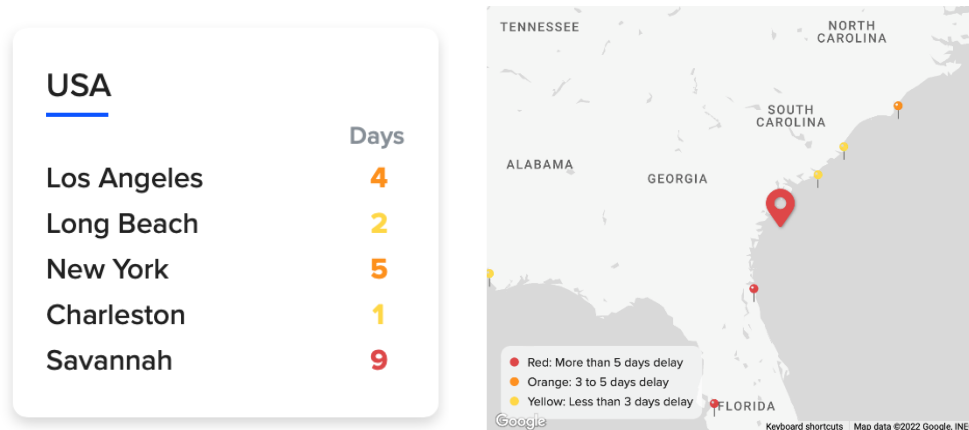 USA
Days
Los Angeles 4
Long Beach 2
New York 5
Charleston 1
Savannah 9
TENNESSEE
NORTH
CAROLINA
SOUTH
CAROLINA
ALABAMA
GEORGIA
Red: More than 5 days delay
Orange: 3 to 5 days delay
Yellow: Less than 3 days delay
FLORIDA
Google
Keyboard shortcuts
Map data ©2022 Google, INE